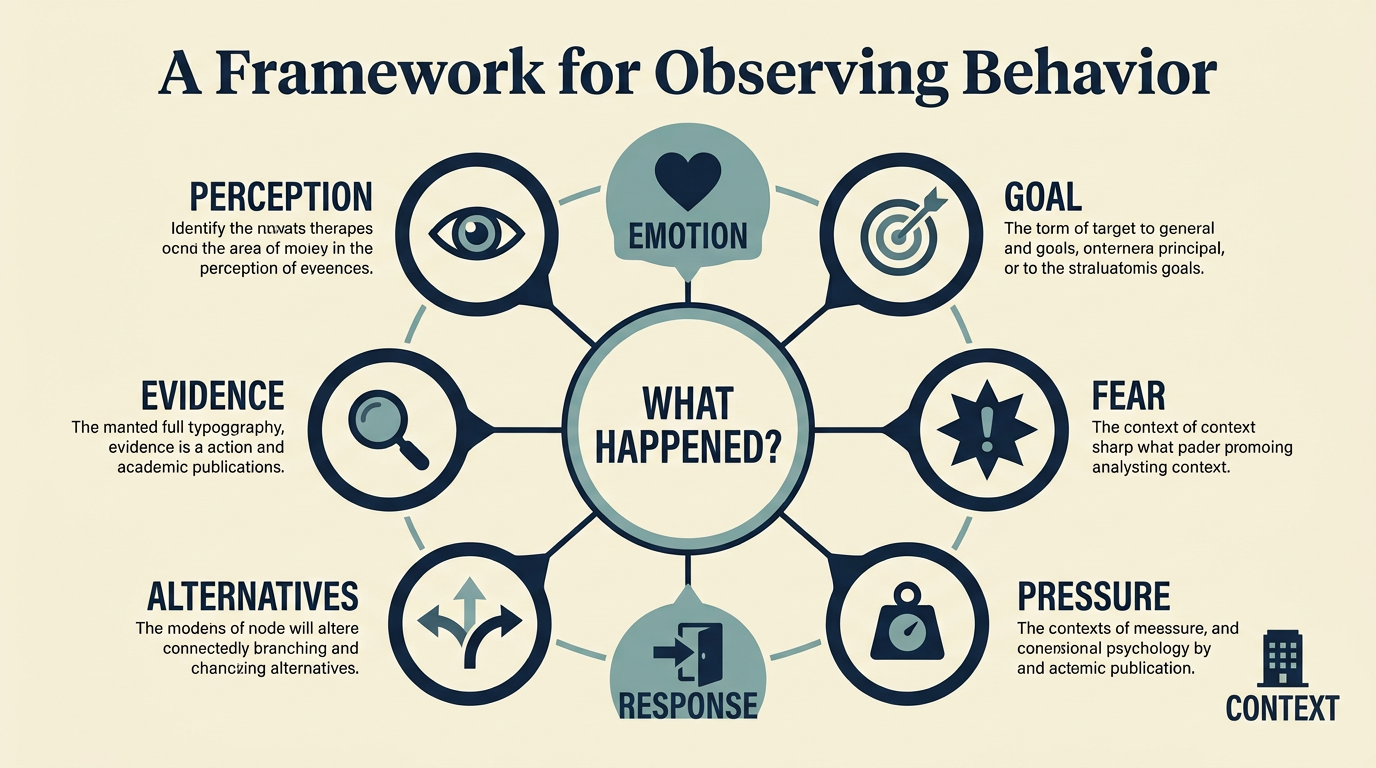 A Framework for Observing Behavior
EMOTION
PERCEPTION
Identify the therapes
the area of in the
perception of eveences.
GOAL
The torm of target to general
and goals, onternera principal,
or to the straluatomis goals.
EVIDENCE
The manted full typoggraphy,
evidence is a action and
academic publications.
WHAT
HAPPENED?
FEAR
The context of context
sharp what pader promoing
analysting context.
ALTERNATIVES
The modens of node will altere
connectedly branching and
alternatives.
RESPONSE
PRESSURE
The contexts of meessure, and
psychology by
and actemic publication.
CONTEXT